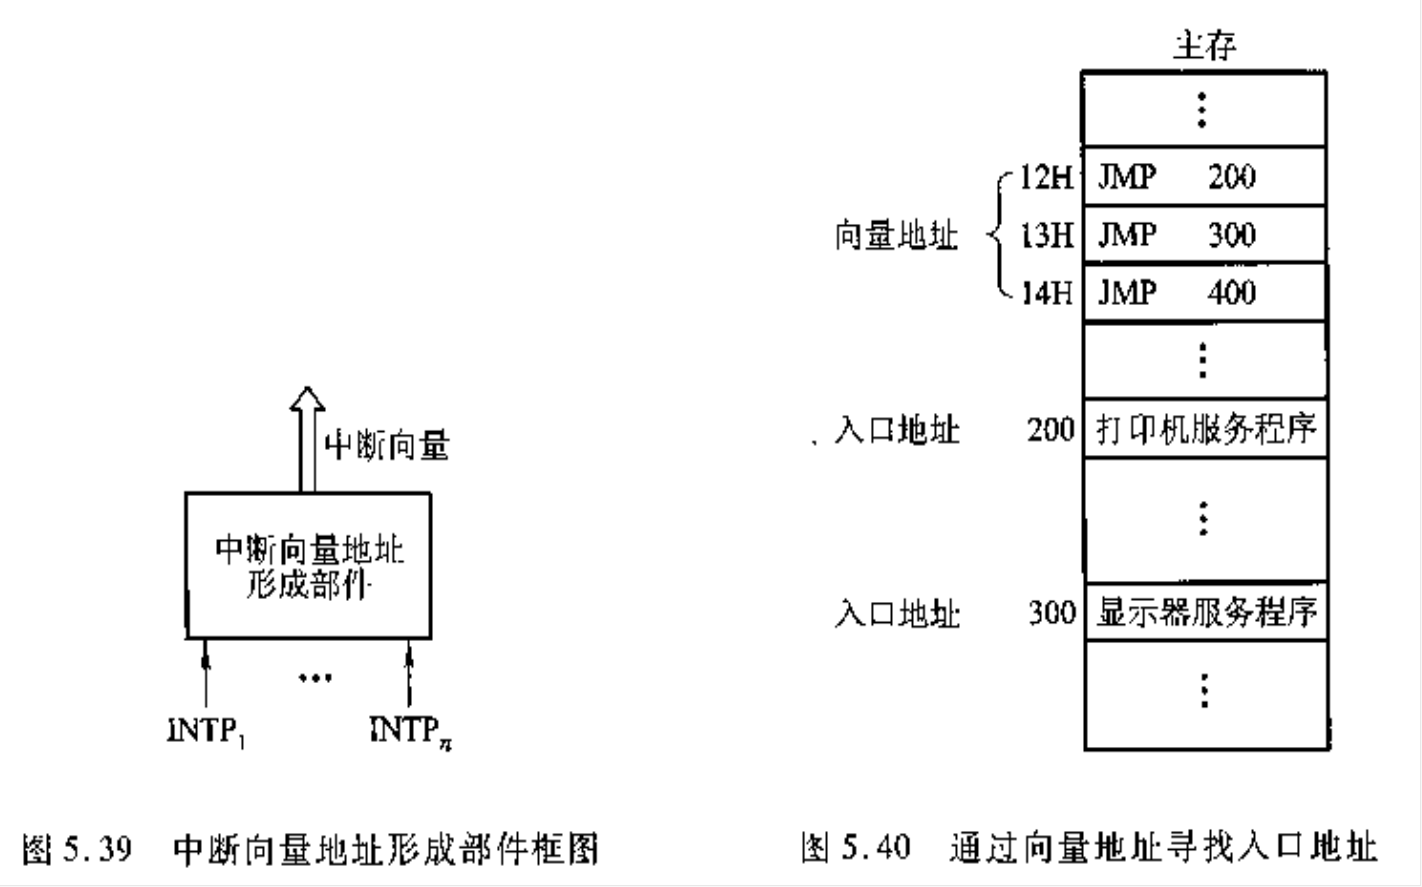 主存
12H JMP 200
向量地址 13H JMP 300
14H JMP 400
入口地址 200 打印机服务程序
中断向量
中断向量地址
形成部件
入口地址 300 显示器服务程序
INTP1 … INTPn
图 5.39 中断向量地址形成部件框图
图 5.40 通过向量地址寻找入口地址